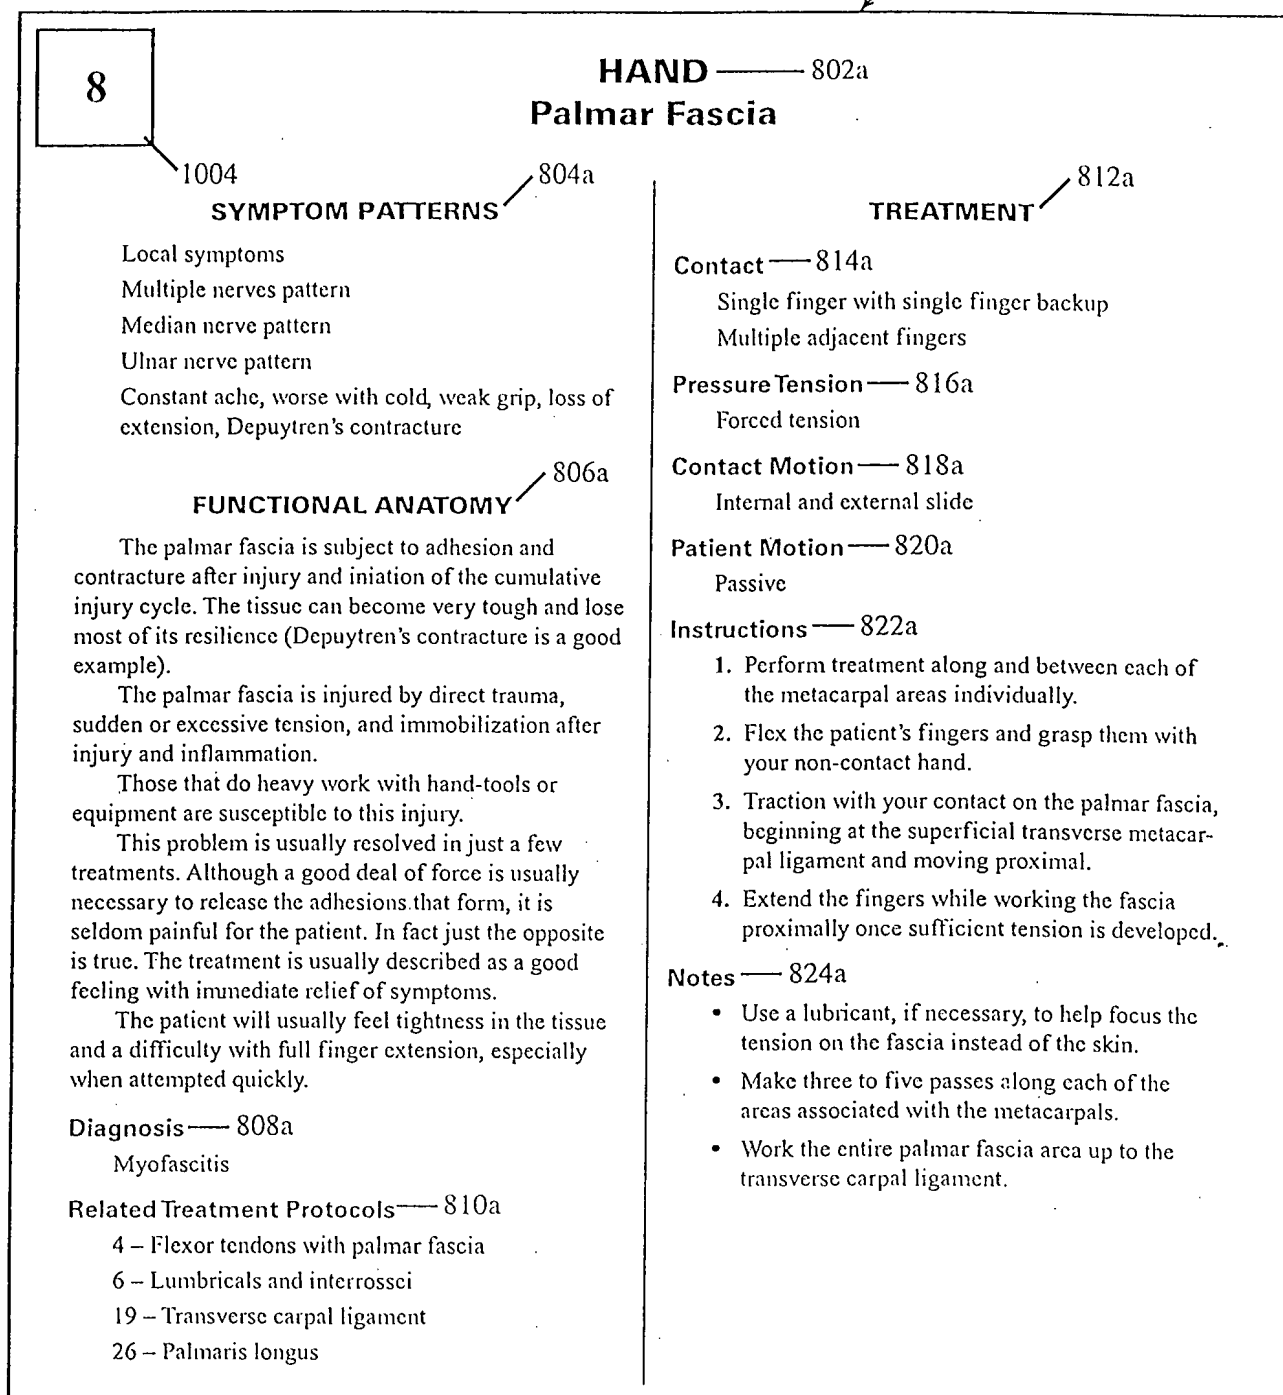 8
HAND 802a
Palmar Fascia
1004
804a
SYMPTOM PATTERNS
Local symptoms
Multiple nerves pattern
Median nerve pattern
Ulnar nerve pattern
Constant ache, worse with cold, weak grip, loss of
extension, Depuytren's contracture
806a
FUNCTIONAL ANATOMY
The palmar fascia is subject to adhesion and
contracture after injury and iniation of the cumulative
injury cycle. The tissue can become very tough and lose
most of its resilience (Depuytren's contracture is a good
example).
The palmar fascia is injured by direct trauma,
sudden or excessive tension, and immobilization after
injury and inflammation.
Those that do heavy work with hand-tools or
equipment are susceptible to this injury.
This problem is usually resolved in just a few
treatments. Although a good deal of force is usually
necessary to release the adhesions that form, it is
seldom painful for the patient. In fact just the opposite
is true. The treatment is usually described as a good
feeling with immediate relief of symptoms.
The patient will usually feel tightness in the tissue
and a difficulty with full finger extension, especially
when attempted quickly.
Diagnosis 808a
Myofascitis
Related Treatment Protocols 810a
4 – Flexor tendons with palmar fascia
6 – Lumbricals and interrossei
19 – Transverse carpal ligament
26 – Palmaris longus
812a
TREATMENT
Contact 814a
Single finger with single finger backup
Multiple adjacent fingers
Pressure Tension 816a
Forced tension
Contact Motion 818a
Internal and external slide
Patient Motion 820a
Passive
Instructions 822a
1. Perform treatment along and between each of
the metacarpal areas individually.
2. Flex the patient's fingers and grasp them with
your non-contact hand.
3. Traction with your contact on the palmar fascia,
beginning at the superficial transverse metacar-
pal ligament and moving proximal.
4. Extend the fingers while working the fascia
proximally once sufficient tension is developed.
Notes 824a
• Use a lubricant, if necessary, to help focus the
tension on the fascia instead of the skin.
• Make three to five passes along each of the
areas associated with the metacarpals.
• Work the entire palmar fascia area up to the
transverse carpal ligament.